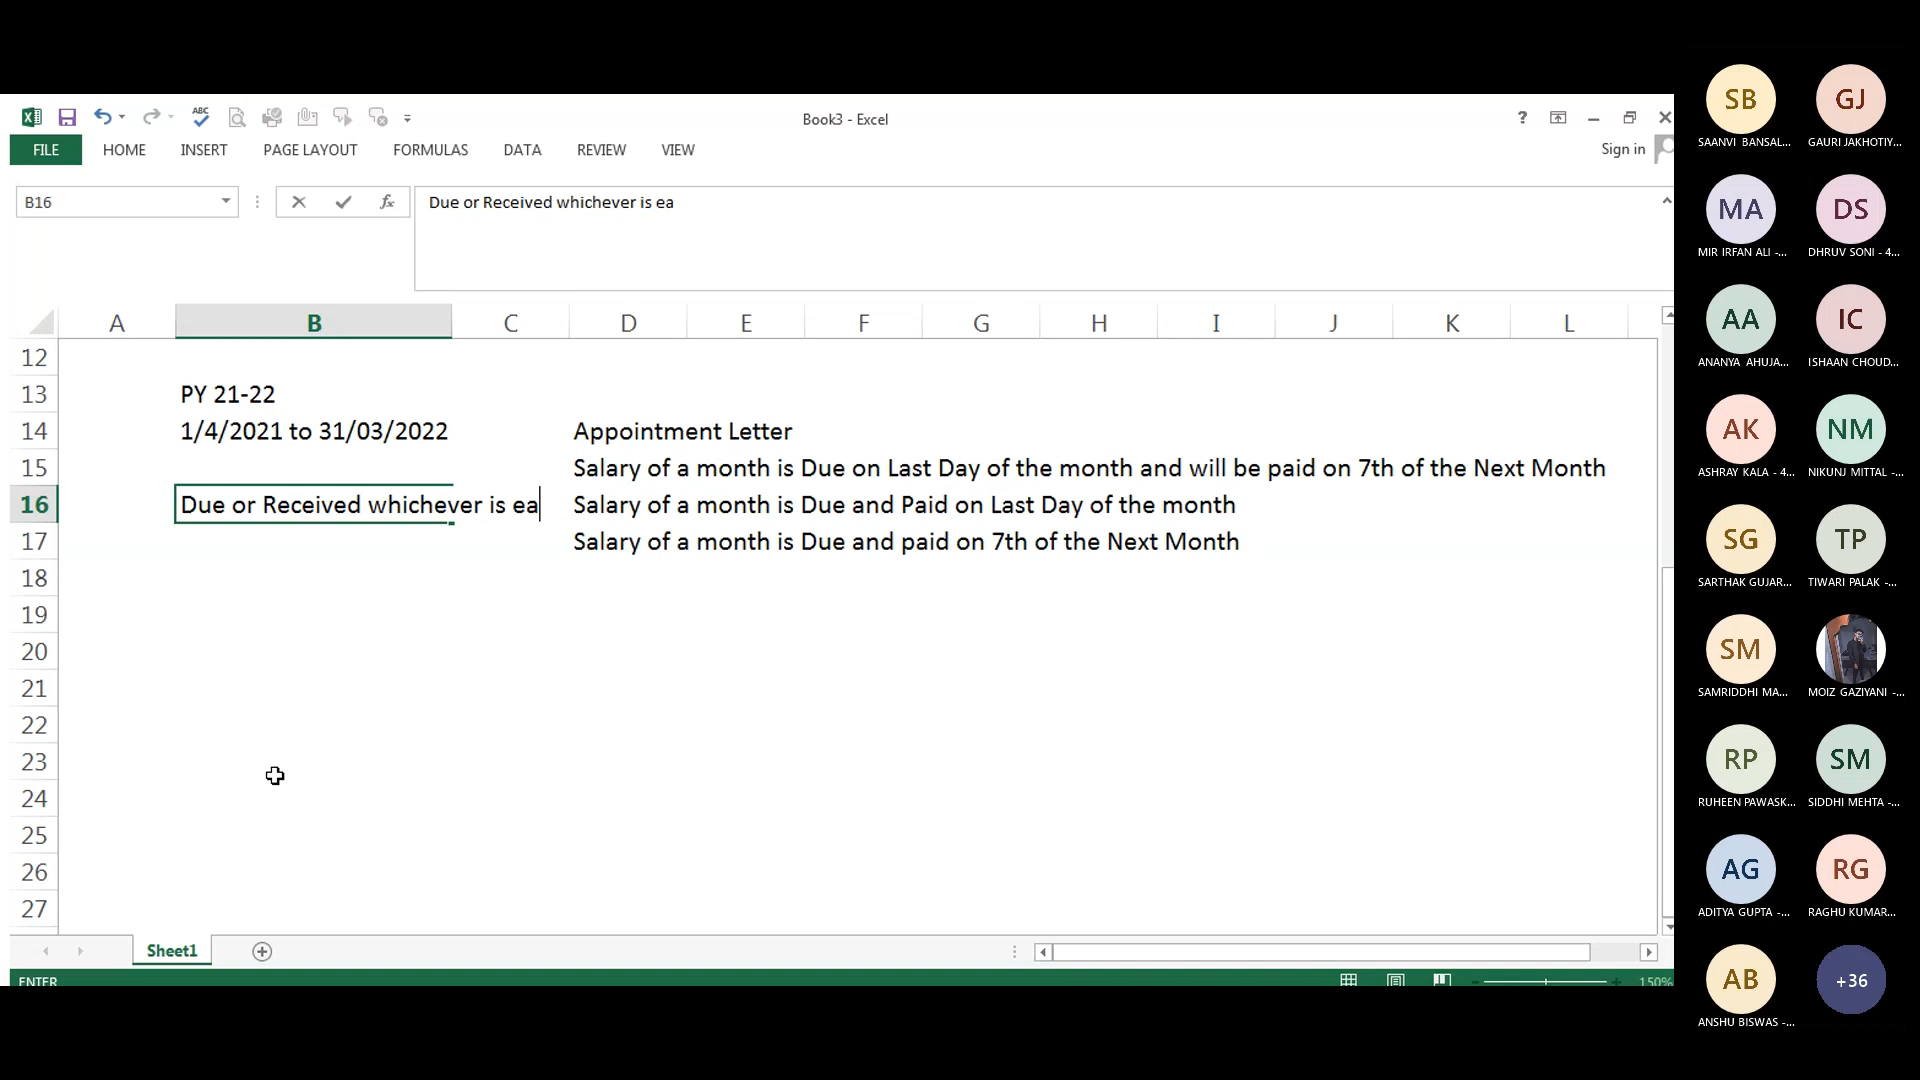 ABC
Book3 - Excel
?
FILE HOME INSERT PAGE LAYOUT FORMULAS DATA REVIEW VIEW Sign in
B16 fx Due or Received whichever is ea
A B C D E F G H I J K L
12
13 PY 21-22
14 1/4/2021 to 31/03/2022 Appointment Letter
15 Salary of a month is Due on Last Day of the month and will be paid on 7th of the Next Month
16 Due or Received whichever is ea Salary of a month is Due and Paid on Last Day of the month
17 Salary of a month is Due and paid on 7th of the Next Month
18
19
20
21
22
23
24
25
26
27
Sheet1
ENTER 150%
SB GJ
SAANVI BANSAL... GAURI JAKHOTIY...
MA DS
MIR IRFAN ALI -... DHRUV SONI - 4...
AA IC
ANANYA AHUJA... ISHAAN CHOUD...
AK NM
ASHRAY KALA - 4... NIKUNJ MITTAL -...
SG TP
SARTHAK GUJAR... TIWARI PALAK -...
SM
SAMRIDDHI MA... MOIZ GAZIYANI -...
RP SM
RUHEEN PAWASK... SIDDHI MEHTA -...
AG RG
ADITYA GUPTA -... RAGHU KUMAR...
AB +36
ANSHU BISWAS -...